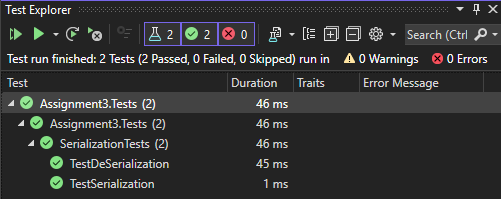 Test Explorer
2 2 0 Search (Ctrl
Test run finished: 2 Tests (2 Passed, 0 Failed, 0 Skipped) run in 0 Warnings 0 Errors
Test Duration Traits Error Message
Assignment3.Tests (2) 46 ms
Assignment3.Tests (2) 46 ms
SerializationTests (2) 46 ms
TestDeSerialization 45 ms
TestSerialization 1 ms